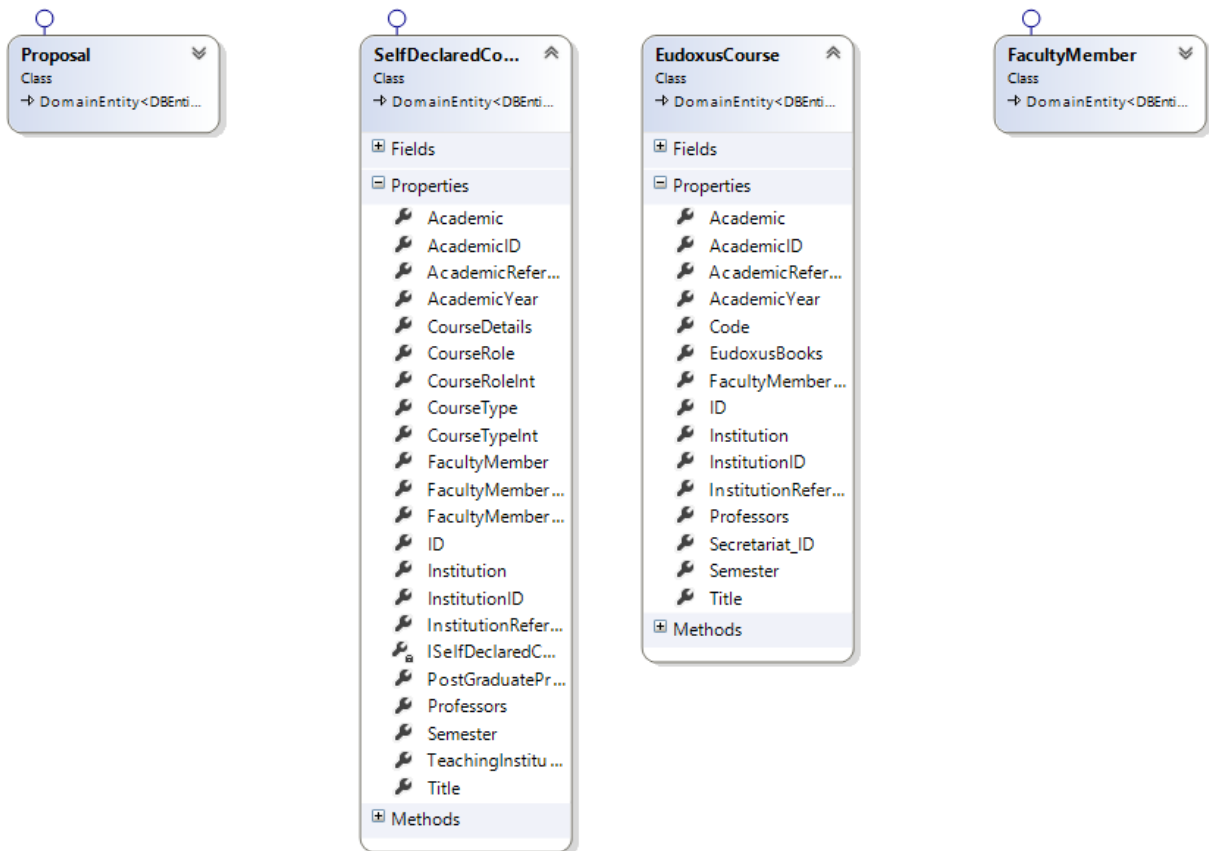 Proposal
Class
DomainEntity<DBEnti...
SelfDeclaredCo...
Class
DomainEntity<DBEnti...
Fields
Properties
Academic
AcademicID
AcademicRefer...
AcademicYear
CourseDetails
CourseRole
CourseRoleInt
CourseType
CourseTypeInt
FacultyMember
FacultyMember...
FacultyMember...
ID
Institution
InstitutionID
InstitutionRefer...
ISelfDeclaredC...
PostGraduatePr...
Professors
Semester
TeachingInstitu...
Title
Methods
EudoxusCourse
Class
DomainEntity<DBEnti...
Fields
Properties
Academic
AcademicID
AcademicRefer...
AcademicYear
Code
EudoxusBooks
FacultyMember...
ID
Institution
InstitutionID
InstitutionRefer...
Professors
Secretariat_ID
Semester
Title
Methods
FacultyMember
Class
DomainEntity<DBEnti...